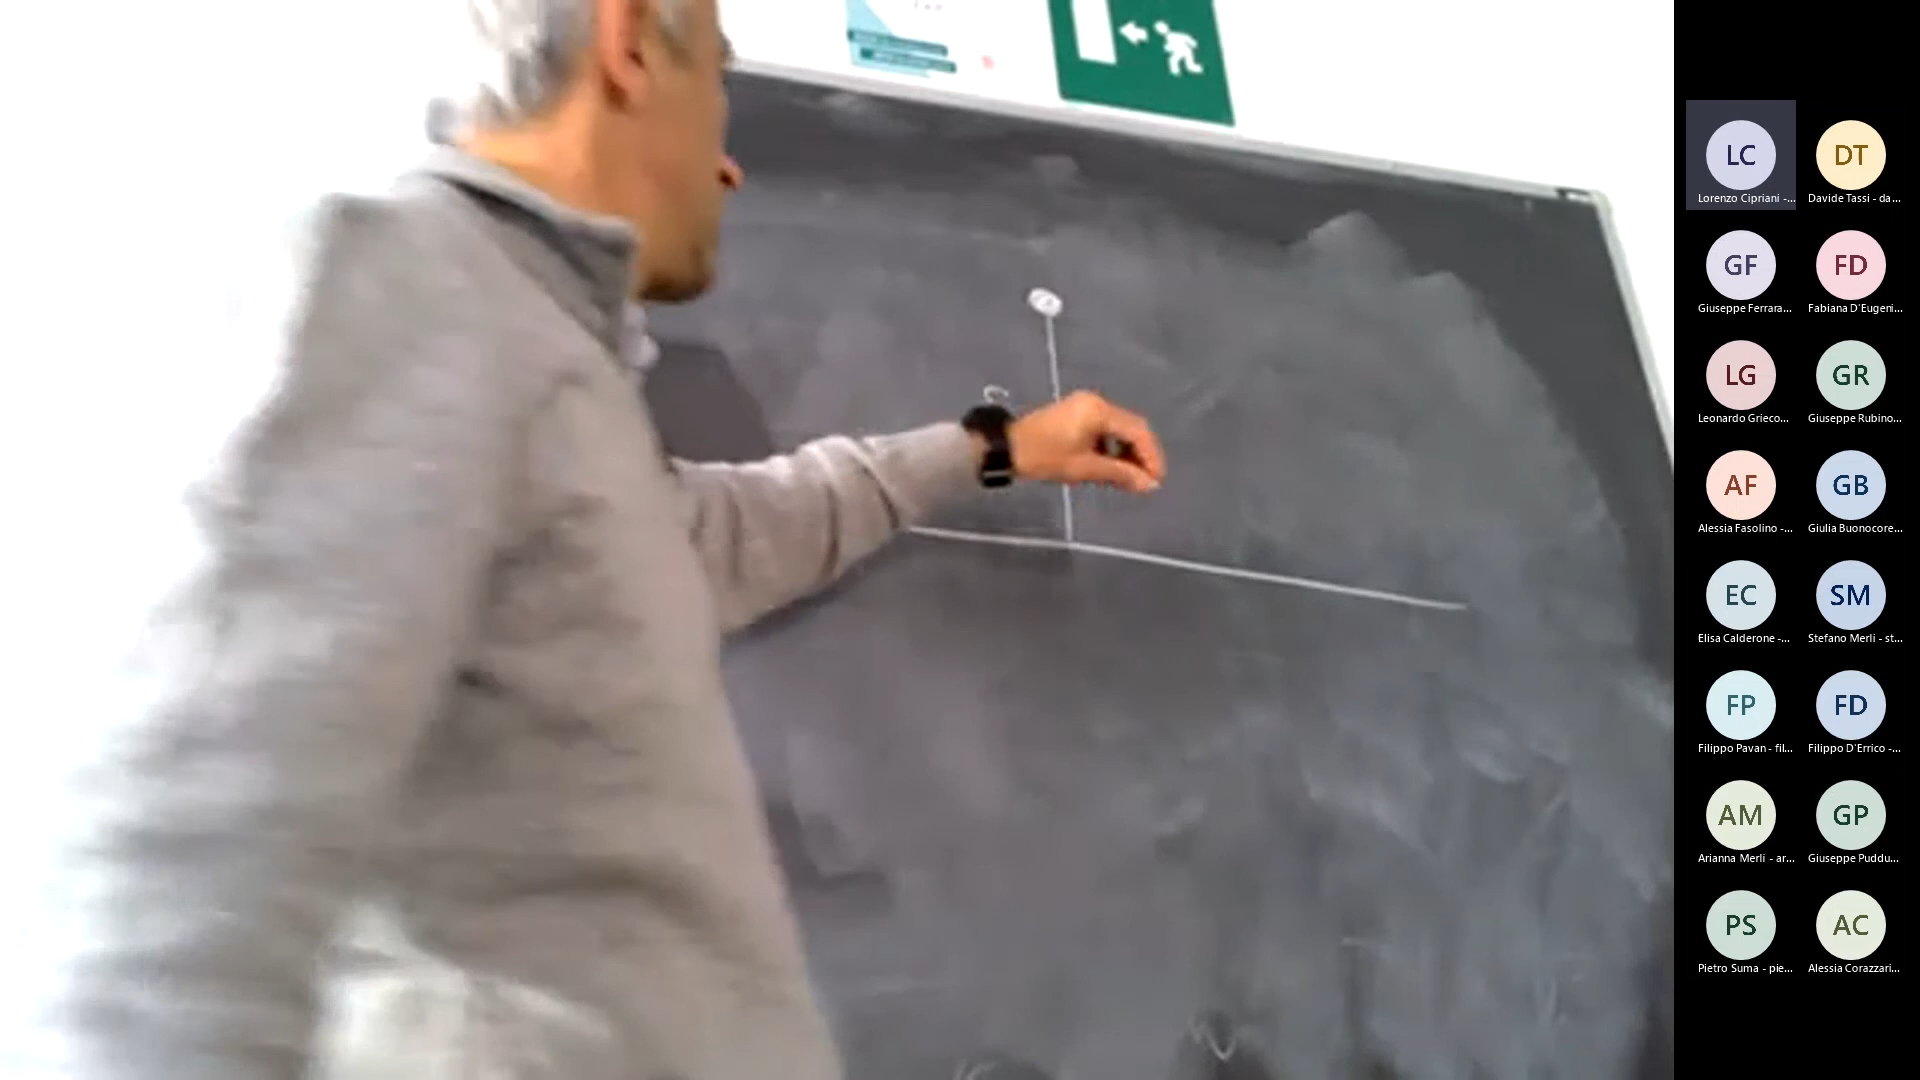 LC
DT
Lorenzo Cipriani -...
Davide Tassi - da...
GF
FD
Giuseppe Ferrara...
Fabiana D'Eugeni...
LG
GR
Leonardo Grieco...
Giuseppe Rubino...
AF
GB
Alessia Fasolino -...
Giulia Buonocore...
EC
SM
Elisa Calderone -...
Stefano Merli - st...
FP
FD
Filippo Pavan - fil...
Filippo D'Errico -...
AM
GP
Arianna Merli - ar...
Giuseppe Puddu...
PS
AC
Pietro Suma - pie...
Alessia Corazzari...